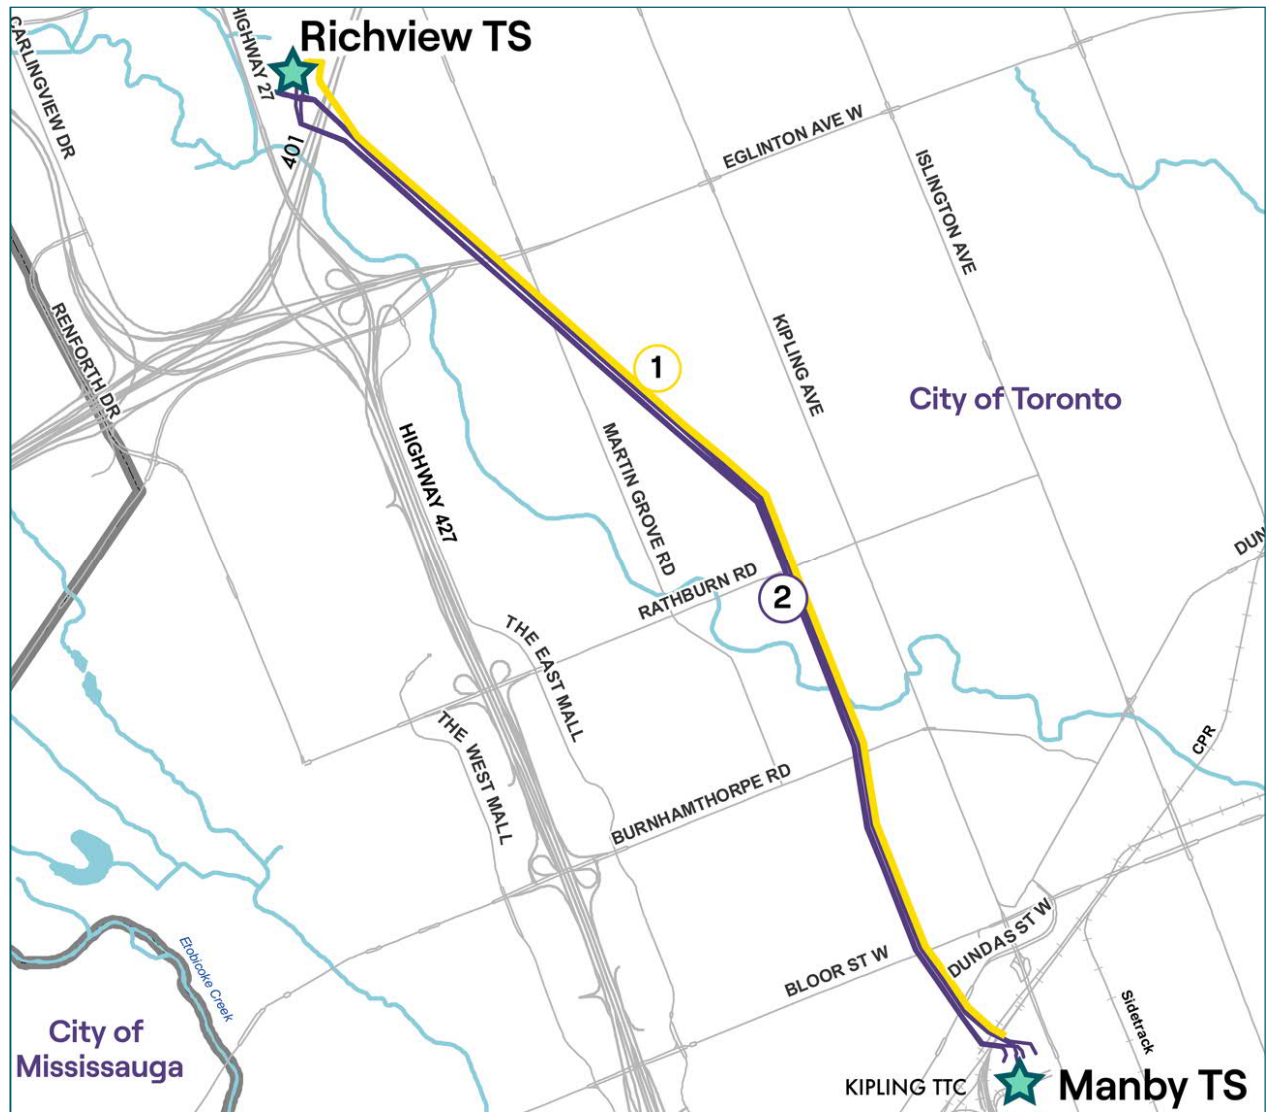 Richview TS
CARLINGVIEW DR
HIGHWAY 27
401
EGLINTON AVE W
ISLINGTON AVE
RENFORTH DR
KIPLING AVE
1
City of Toronto
HIGHWAY 427
MARTIN GROVE RD
DUN
RATHBURN RD
2
THE EAST MALL
THE WEST MALL
CPR
BURNHAMTHORPE RD
DUNDAS ST W
BLOOR ST W
Etobicoke Creek
Sidetrack
City of
Mississauga
KIPLING TTC
Manby TS